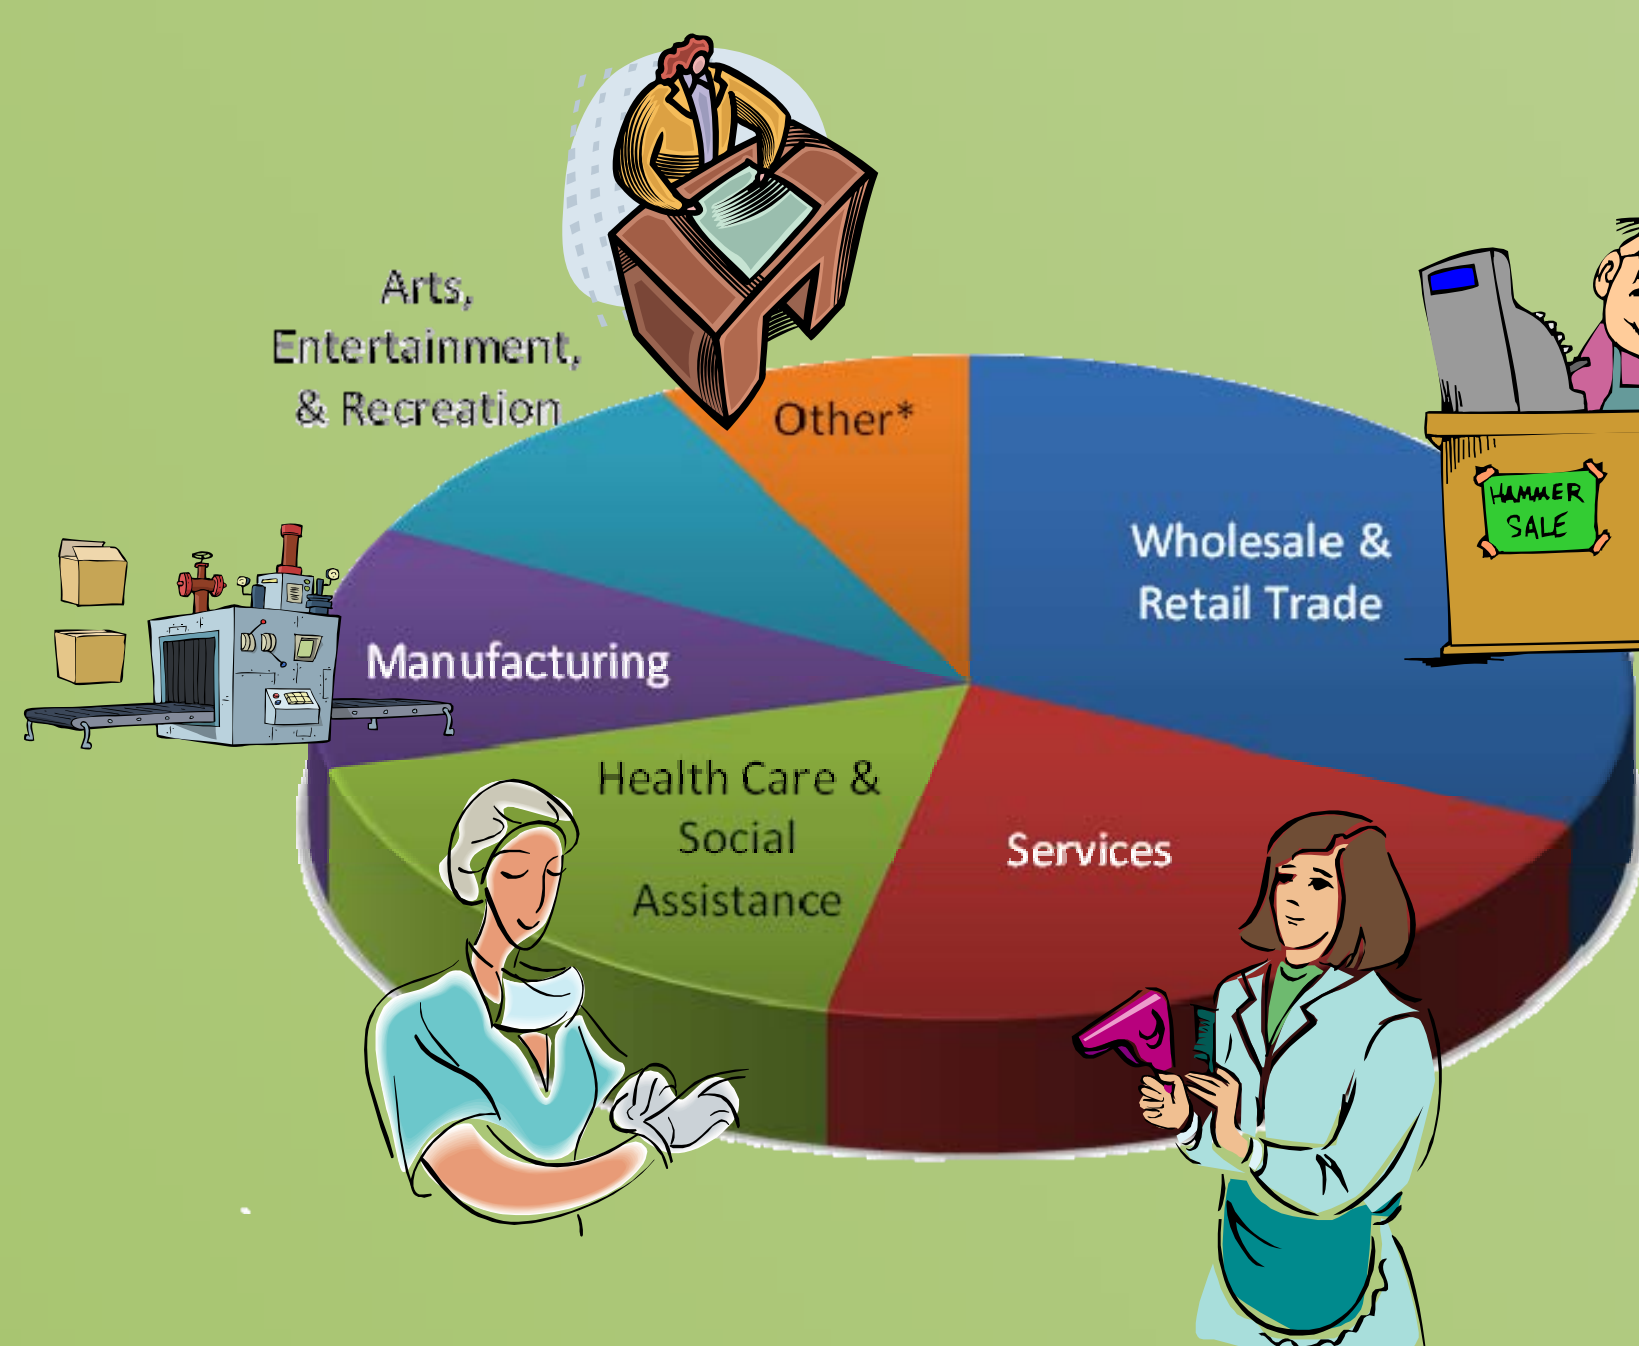 Arts,
Entertainment,
& Recreation
Other*
Wholesale &
Retail Trade
HAMMER
SALE
Manufacturing
Health Care &
Social
Assistance
Services